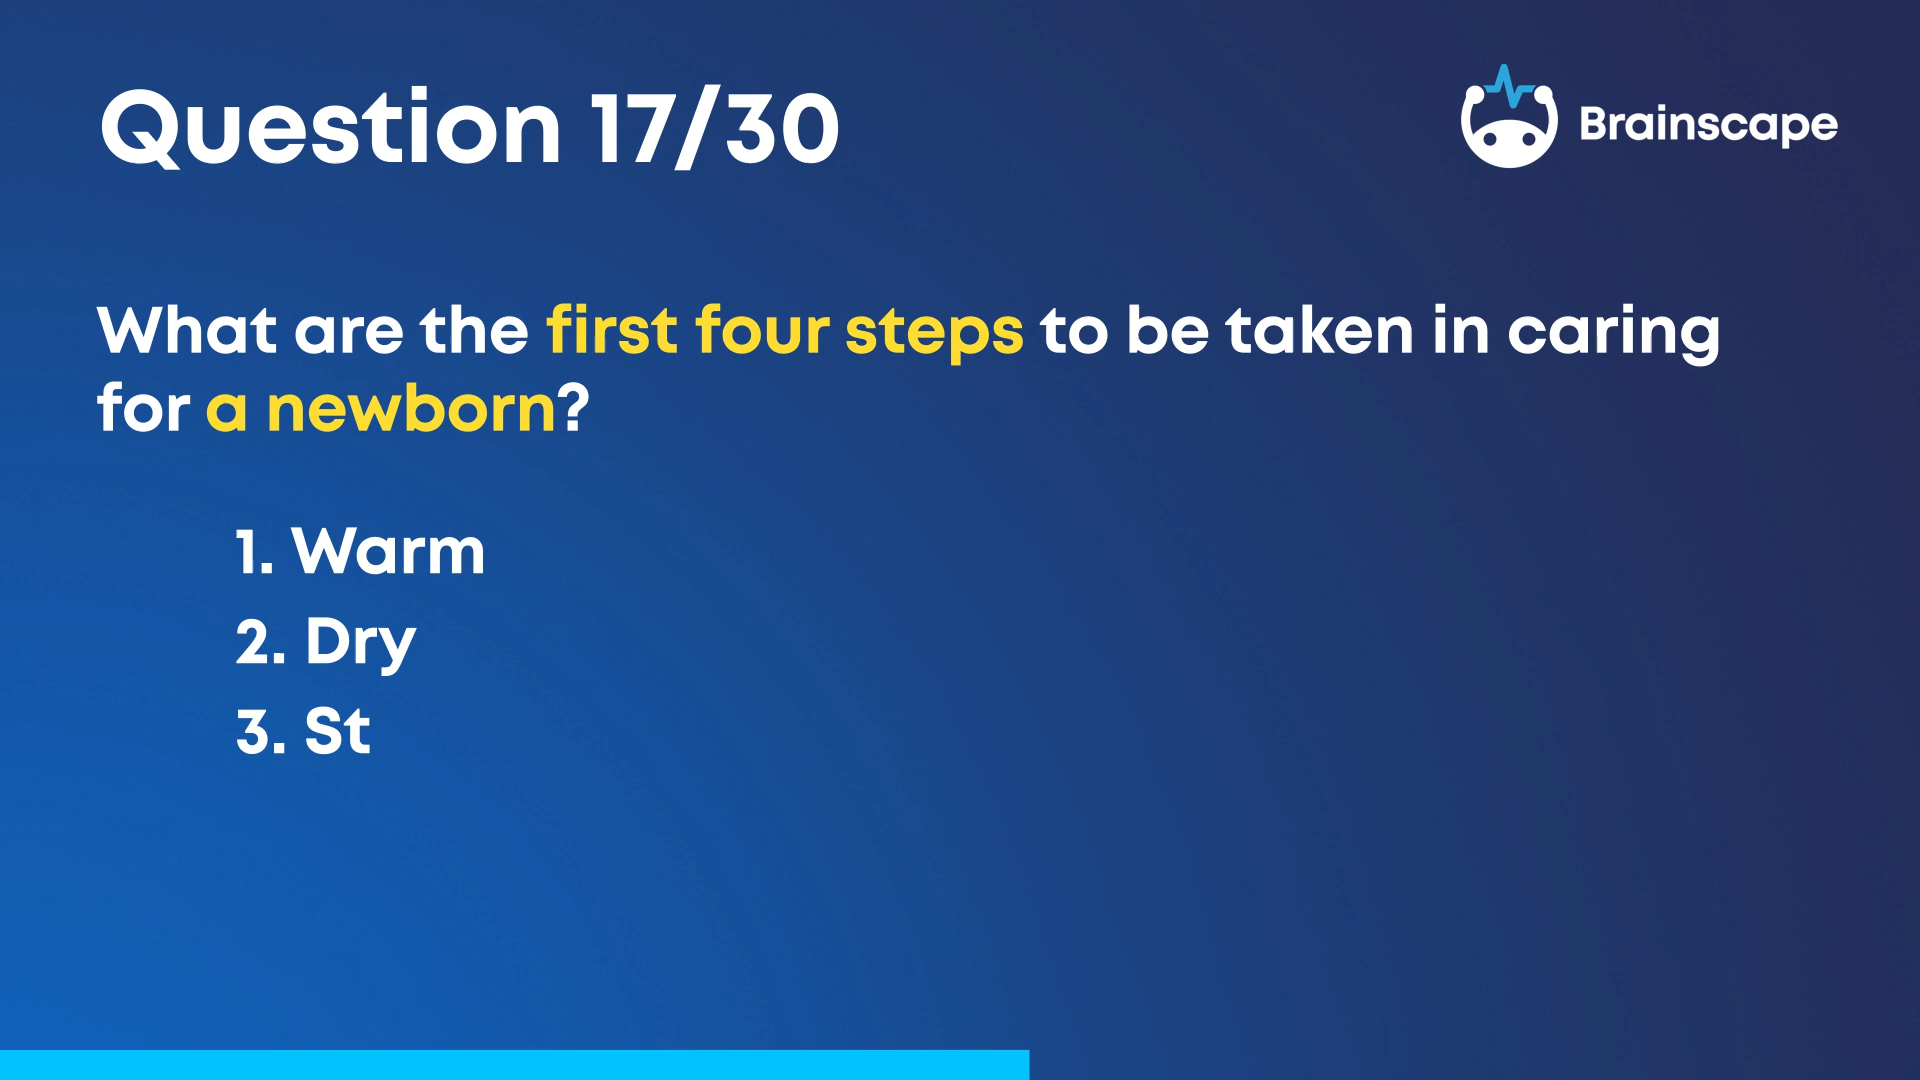 Question 17/30
Brainscape
What are the first four steps to be taken in caring
for a newborn?
1. Warm
2. Dry
3. St